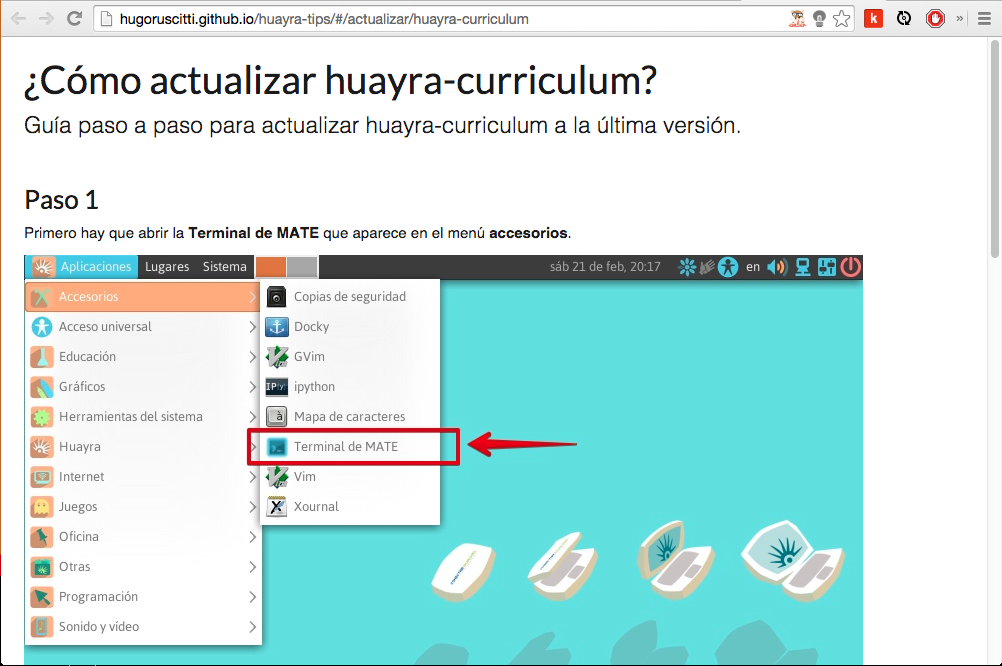 hugoruscitti.github.io/huayra-tips/#/actualizar/huayra-curriculum
k
»
¿Cómo actualizar huayra-curriculum?
Guía paso a paso para actualizar huayra-curriculum a la última versión.
Paso 1
Primero hay que abrir la Terminal de MATE que aparece en el menú accesorios.
Aplicaciones Lugares Sistema sáb 21 de feb, 20:17 en
Accesorios
Acceso universal
Educación
Gráficos
Herramientas del sistema
Huayra
Internet
Juegos
Oficina
Otras
Programación
Sonido y vídeo
Copias de seguridad
Docky
GVim
IP[y]: ipython
à Mapa de caracteres
Terminal de MATE
Vim
Xournal